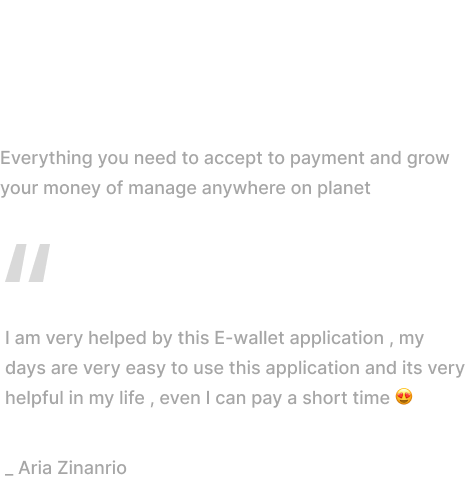 Everything you need to accept to payment and grow
your money of manage anywhere on planet
"
I am very helped by this E-wallet application , my
days are very easy to use this application and its very
helpful in my life , even I can pay a short time 😍
_ Aria Zinanrio